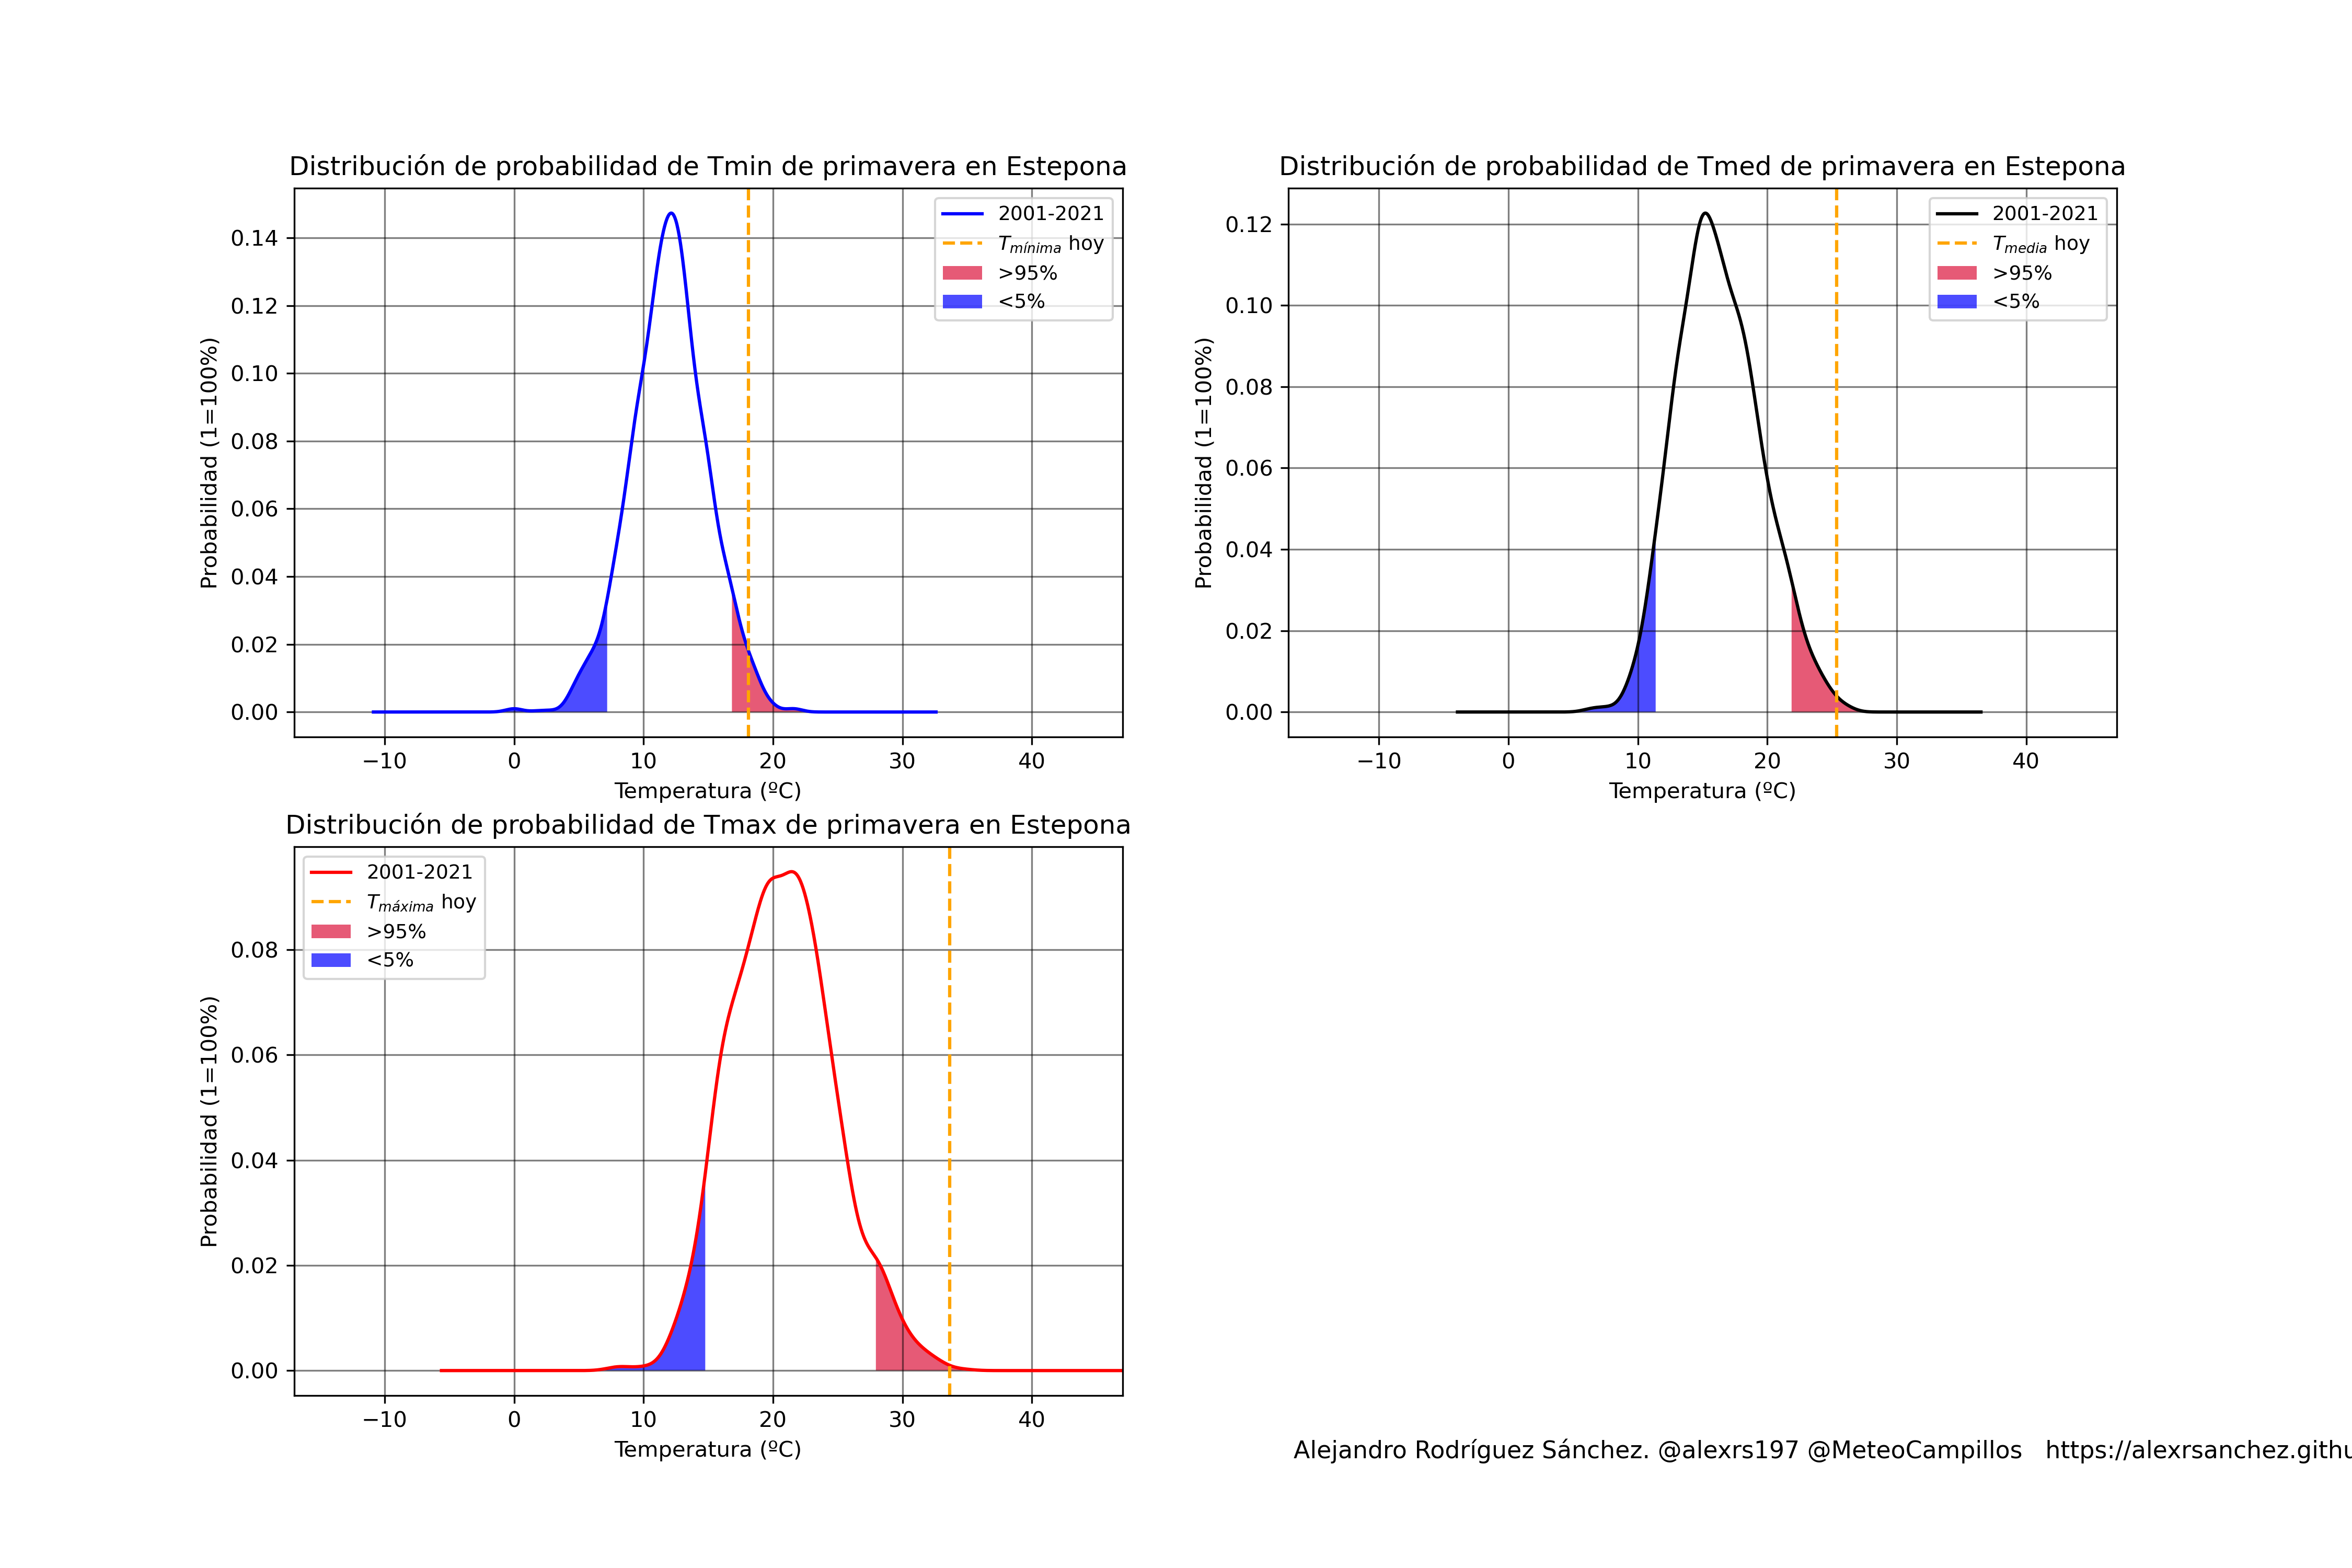 Distribución de probabilidad de Tmin de primavera en Estepona
Probabilidad (1=100%)
0.14
0.12
0.10
0.08
0.06
0.04
0.02
0.00
−10 0 10 20 30 40
Temperatura (ºC)
2001-2021
Tmínima hoy
>95%
<5%
Distribución de probabilidad de Tmed de primavera en Estepona
Probabilidad (1=100%)
0.12
0.10
0.08
0.06
0.04
0.02
0.00
−10 0 10 20 30 40
Temperatura (ºC)
2001-2021
Tmedia hoy
>95%
<5%
Distribución de probabilidad de Tmax de primavera en Estepona
Probabilidad (1=100%)
0.08
0.06
0.04
0.02
0.00
−10 0 10 20 30 40
Temperatura (ºC)
2001-2021
Tmáxima hoy
>95%
<5%
Alejandro Rodríguez Sánchez. @alexrs197 @MeteoCampillos https://alexrsanchez.githu